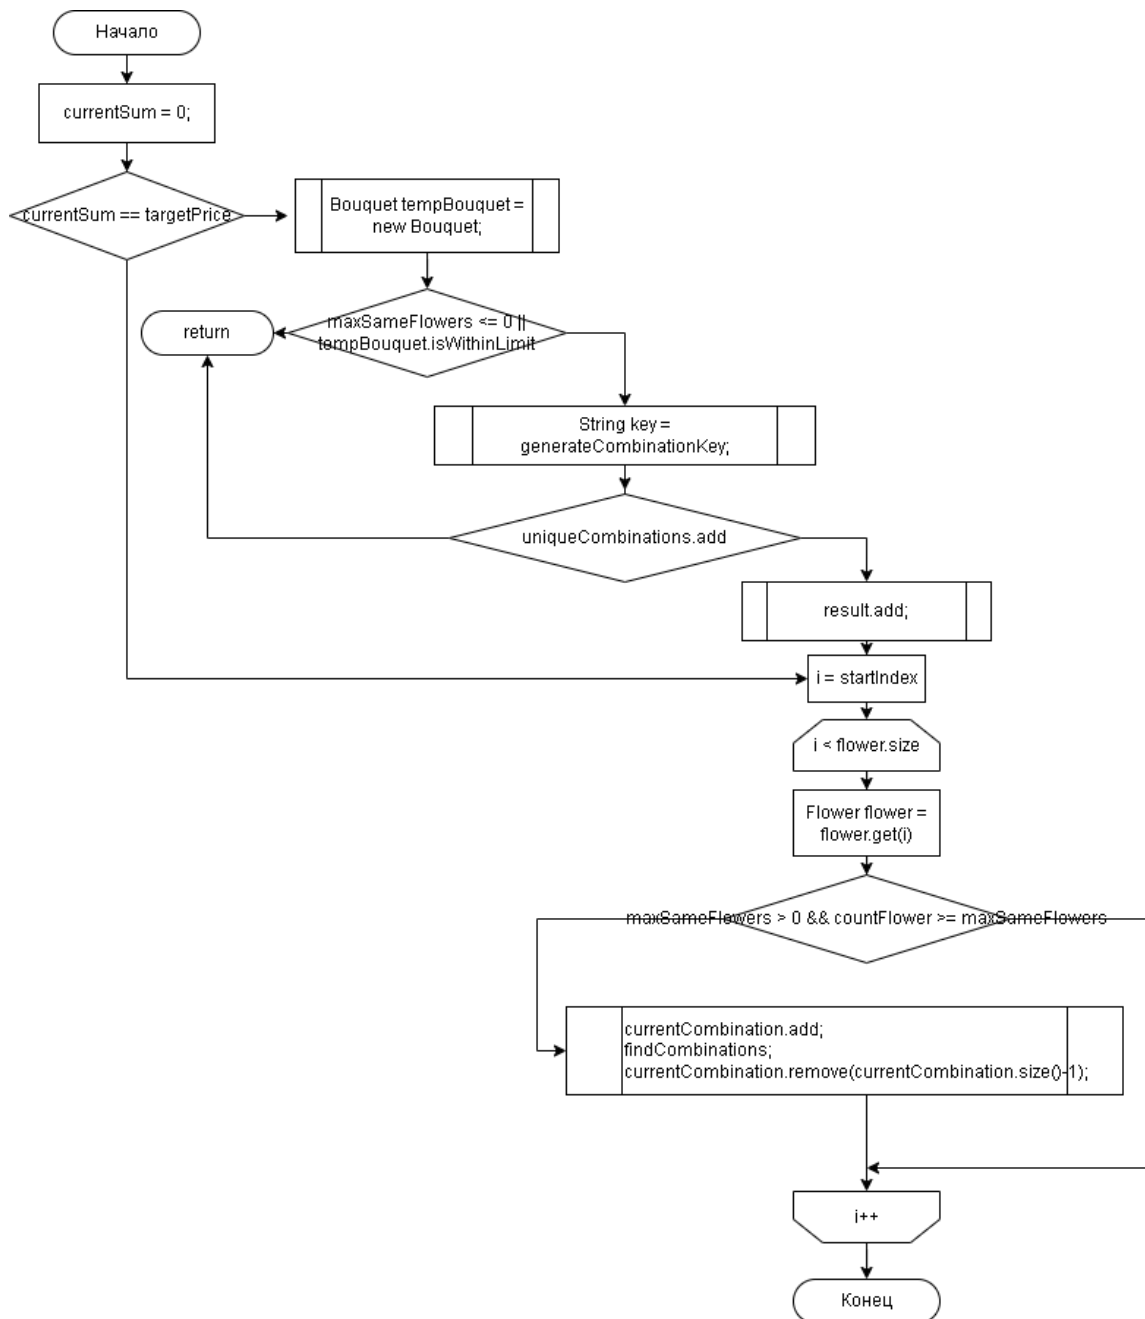 Начало
currentSum = 0;
currentSum == targetPrice
Bouquet tempBouquet =
new Bouquet;
maxSameFlowers <= 0 ||
tempBouquet.isWithinLimit
return
String key =
generateCombinationKey;
uniqueCombinations.add
result.add;
i = startIndex
i < flower.size
Flower flower =
flower.get(i)
maxSameFlowers > 0 && countFlower >= maxSameFlowers
currentCombination.add;
findCombinations;
currentCombination.remove(currentCombination.size()-1);
i++
Конец